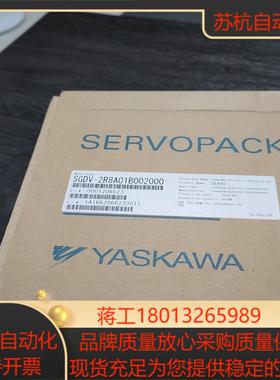 苏杭自动
SERVOPACK
SGDV-2R8A01B002000
0001206623
1A1662066230011
YASKAWA
自动化 蒋工18013265989
品牌质量放心采购质量
开票 现货充足为您提供稳定的